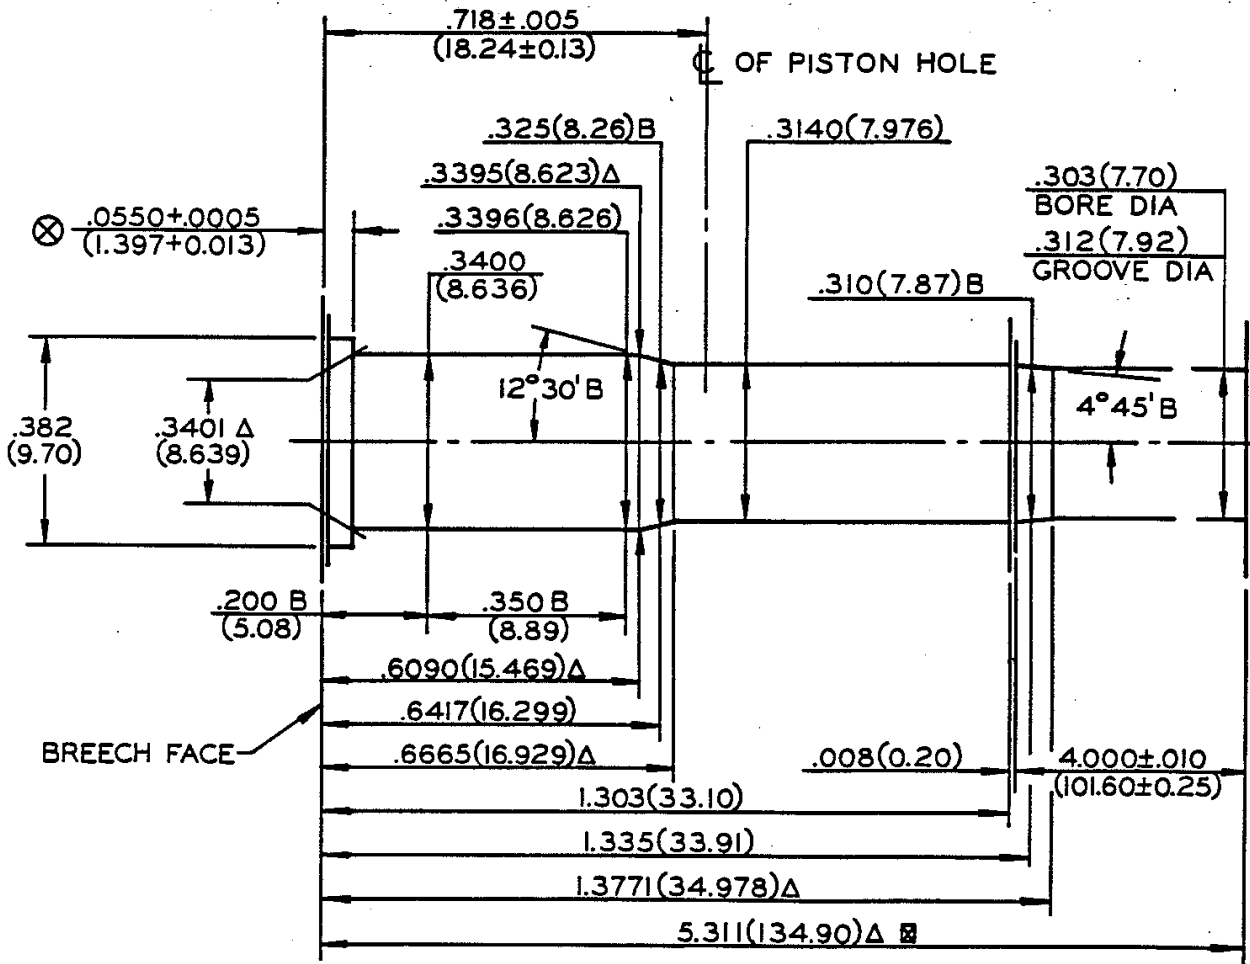 .718±.005
(18.24±0.13)
℄ OF PISTON HOLE
.325(8.26)B
.3140(7.976)
.3395(8.623)Δ
.303(7.70)
BORE DIA
⊗ .0550+.0005
(1.397+0.013)
.3396(8.626)
.312(7.92)
GROOVE DIA
.3400
(8.636)
.310(7.87)B
12°30'B
4°45'B
.382
(9.70)
.3401 Δ
(8.639)
.200 B
(5.08)
.350 B
(8.89)
.6090(15.469)Δ
.6417(16.299)
BREECH FACE
.6665(16.929)Δ
.008(0.20)
4.000±.010
(101.60±0.25)
1.303(33.10)
1.335(33.91)
1.3771(34.978)Δ
5.311(134.90)Δ ⊠